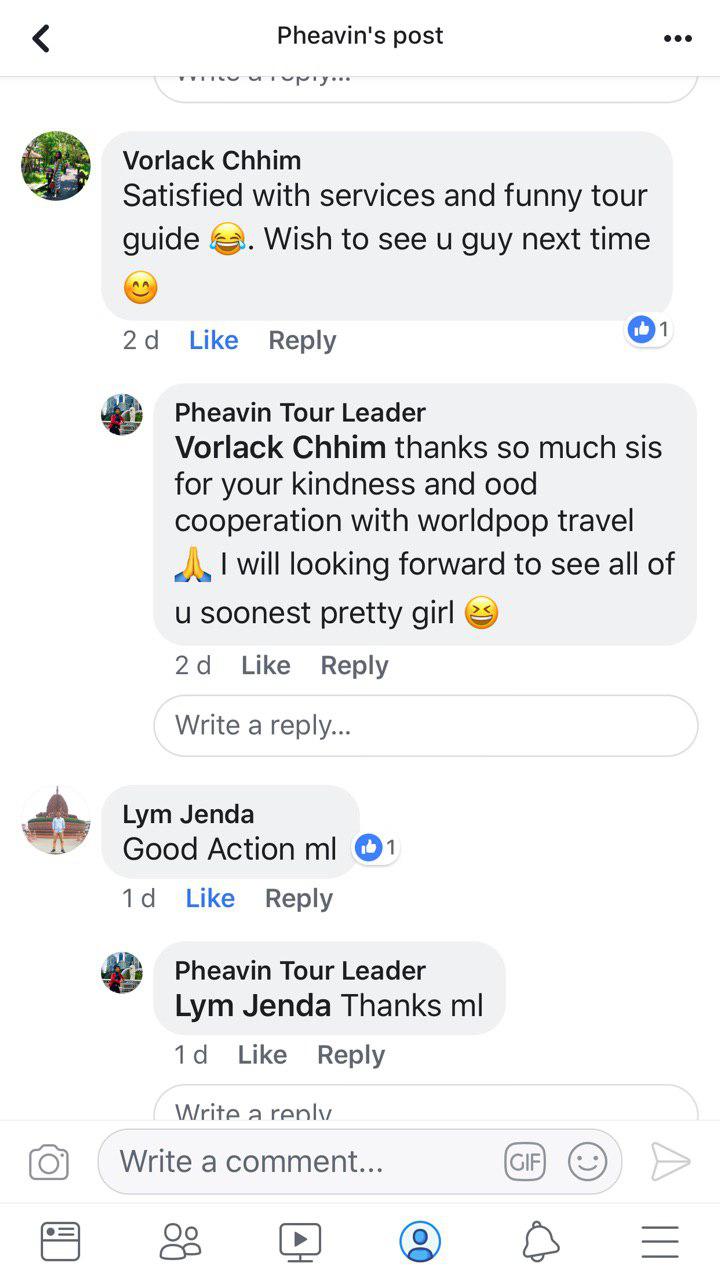 Pheavin's post
Write a reply...
Vorlack Chhim
Satisfied with services and funny tour
guide 😂. Wish to see u guy next time
😊
2 d Like Reply
1
Pheavin Tour Leader
Vorlack Chhim thanks so much sis
for your kindness and ood
cooperation with worldpop travel
🙏 I will looking forward to see all of
u soonest pretty girl 😆
2 d Like Reply
Write a reply...
Lym Jenda
Good Action ml 1
1 d Like Reply
Pheavin Tour Leader
Lym Jenda Thanks ml
1 d Like Reply
Write a reply
Write a comment... GIF